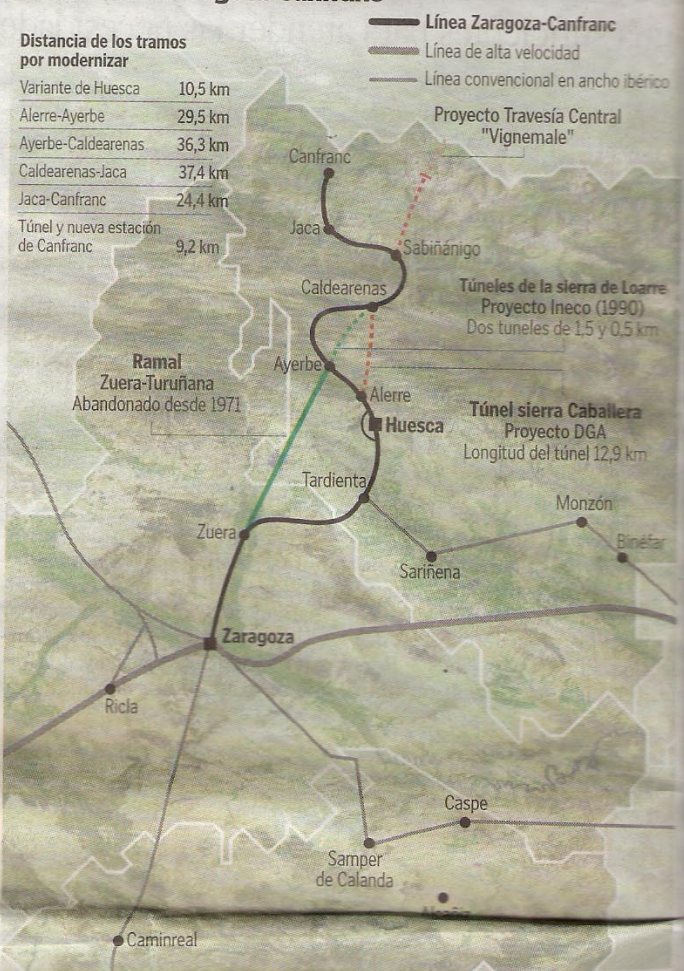 Línea Zaragoza-Canfranc
Línea de alta velocidad
Línea convencional en ancho ibérico
Distancia de los tramos
por modernizar
Variante de Huesca 10,5 km
Alerre-Ayerbe 29,5 km
Ayerbe-Caldearenas 36,3 km
Caldearenas-Jaca 37,4 km
Jaca-Canfranc 24,4 km
Túnel y nueva estación
de Canfranc 9,2 km
Proyecto Travesía Central
"Vignemale"
Canfranc
Jaca
Sabiñánigo
Caldearenas
Túneles de la sierra de Loarre
Proyecto Ineco (1990)
Dos tuneles de 1,5 y 0,5 km
Ayerbe
Ramal
Zuera-Turuñana
Abandonado desde 1971
Alerre
Huesca
Túnel sierra Caballera
Proyecto DGA
Longitud del túnel 12,9 km
Tardienta
Monzón
Zuera
Binéfar
Sariñena
Zaragoza
Ricla
Caspe
Samper
de Calanda
Caminreal